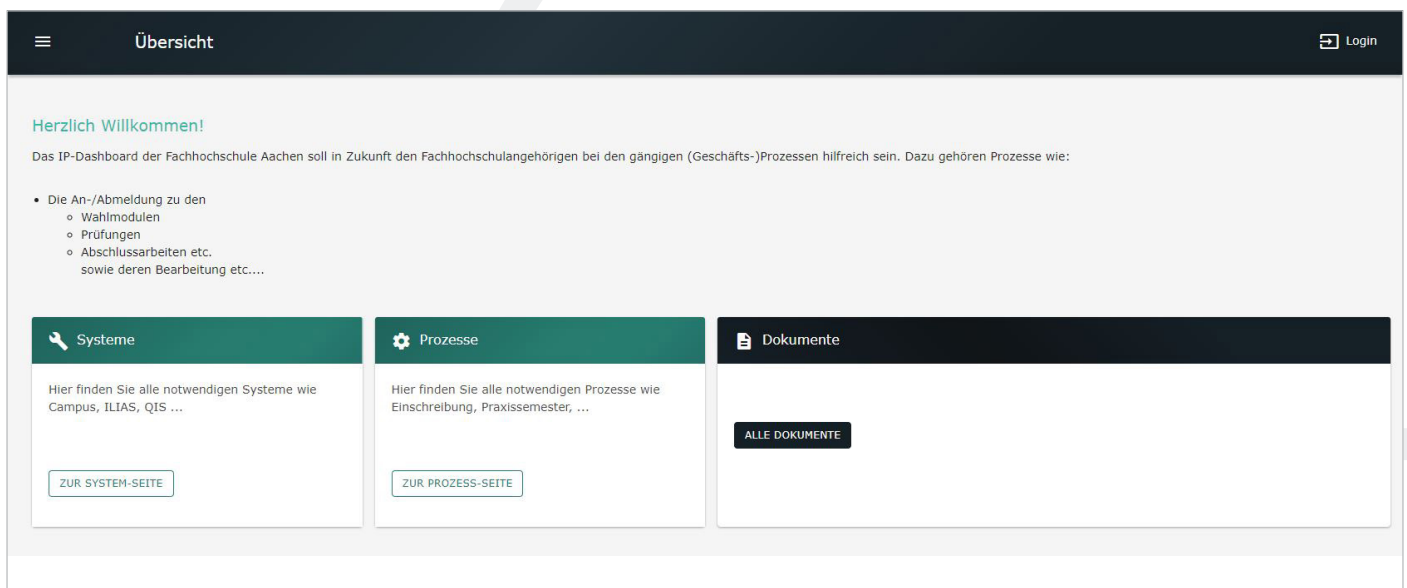 Übersicht
Login
Herzlich Willkommen!
Das IP-Dashboard der Fachhochschule Aachen soll in Zukunft den Fachhochschulangehörigen bei den gängigen (Geschäfts-)Prozessen hilfreich sein. Dazu gehören Prozesse wie:
Die An-/Abmeldung zu den
Wahlmodulen
Prüfungen
Abschlussarbeiten etc.
sowie deren Bearbeitung etc....
Systeme
Hier finden Sie alle notwendigen Systeme wie
Campus, ILIAS, QIS ...
ZUR SYSTEM-SEITE
Prozesse
Hier finden Sie alle notwendigen Prozesse wie
Einschreibung, Praxissemester, ...
ZUR PROZESS-SEITE
Dokumente
ALLE DOKUMENTE